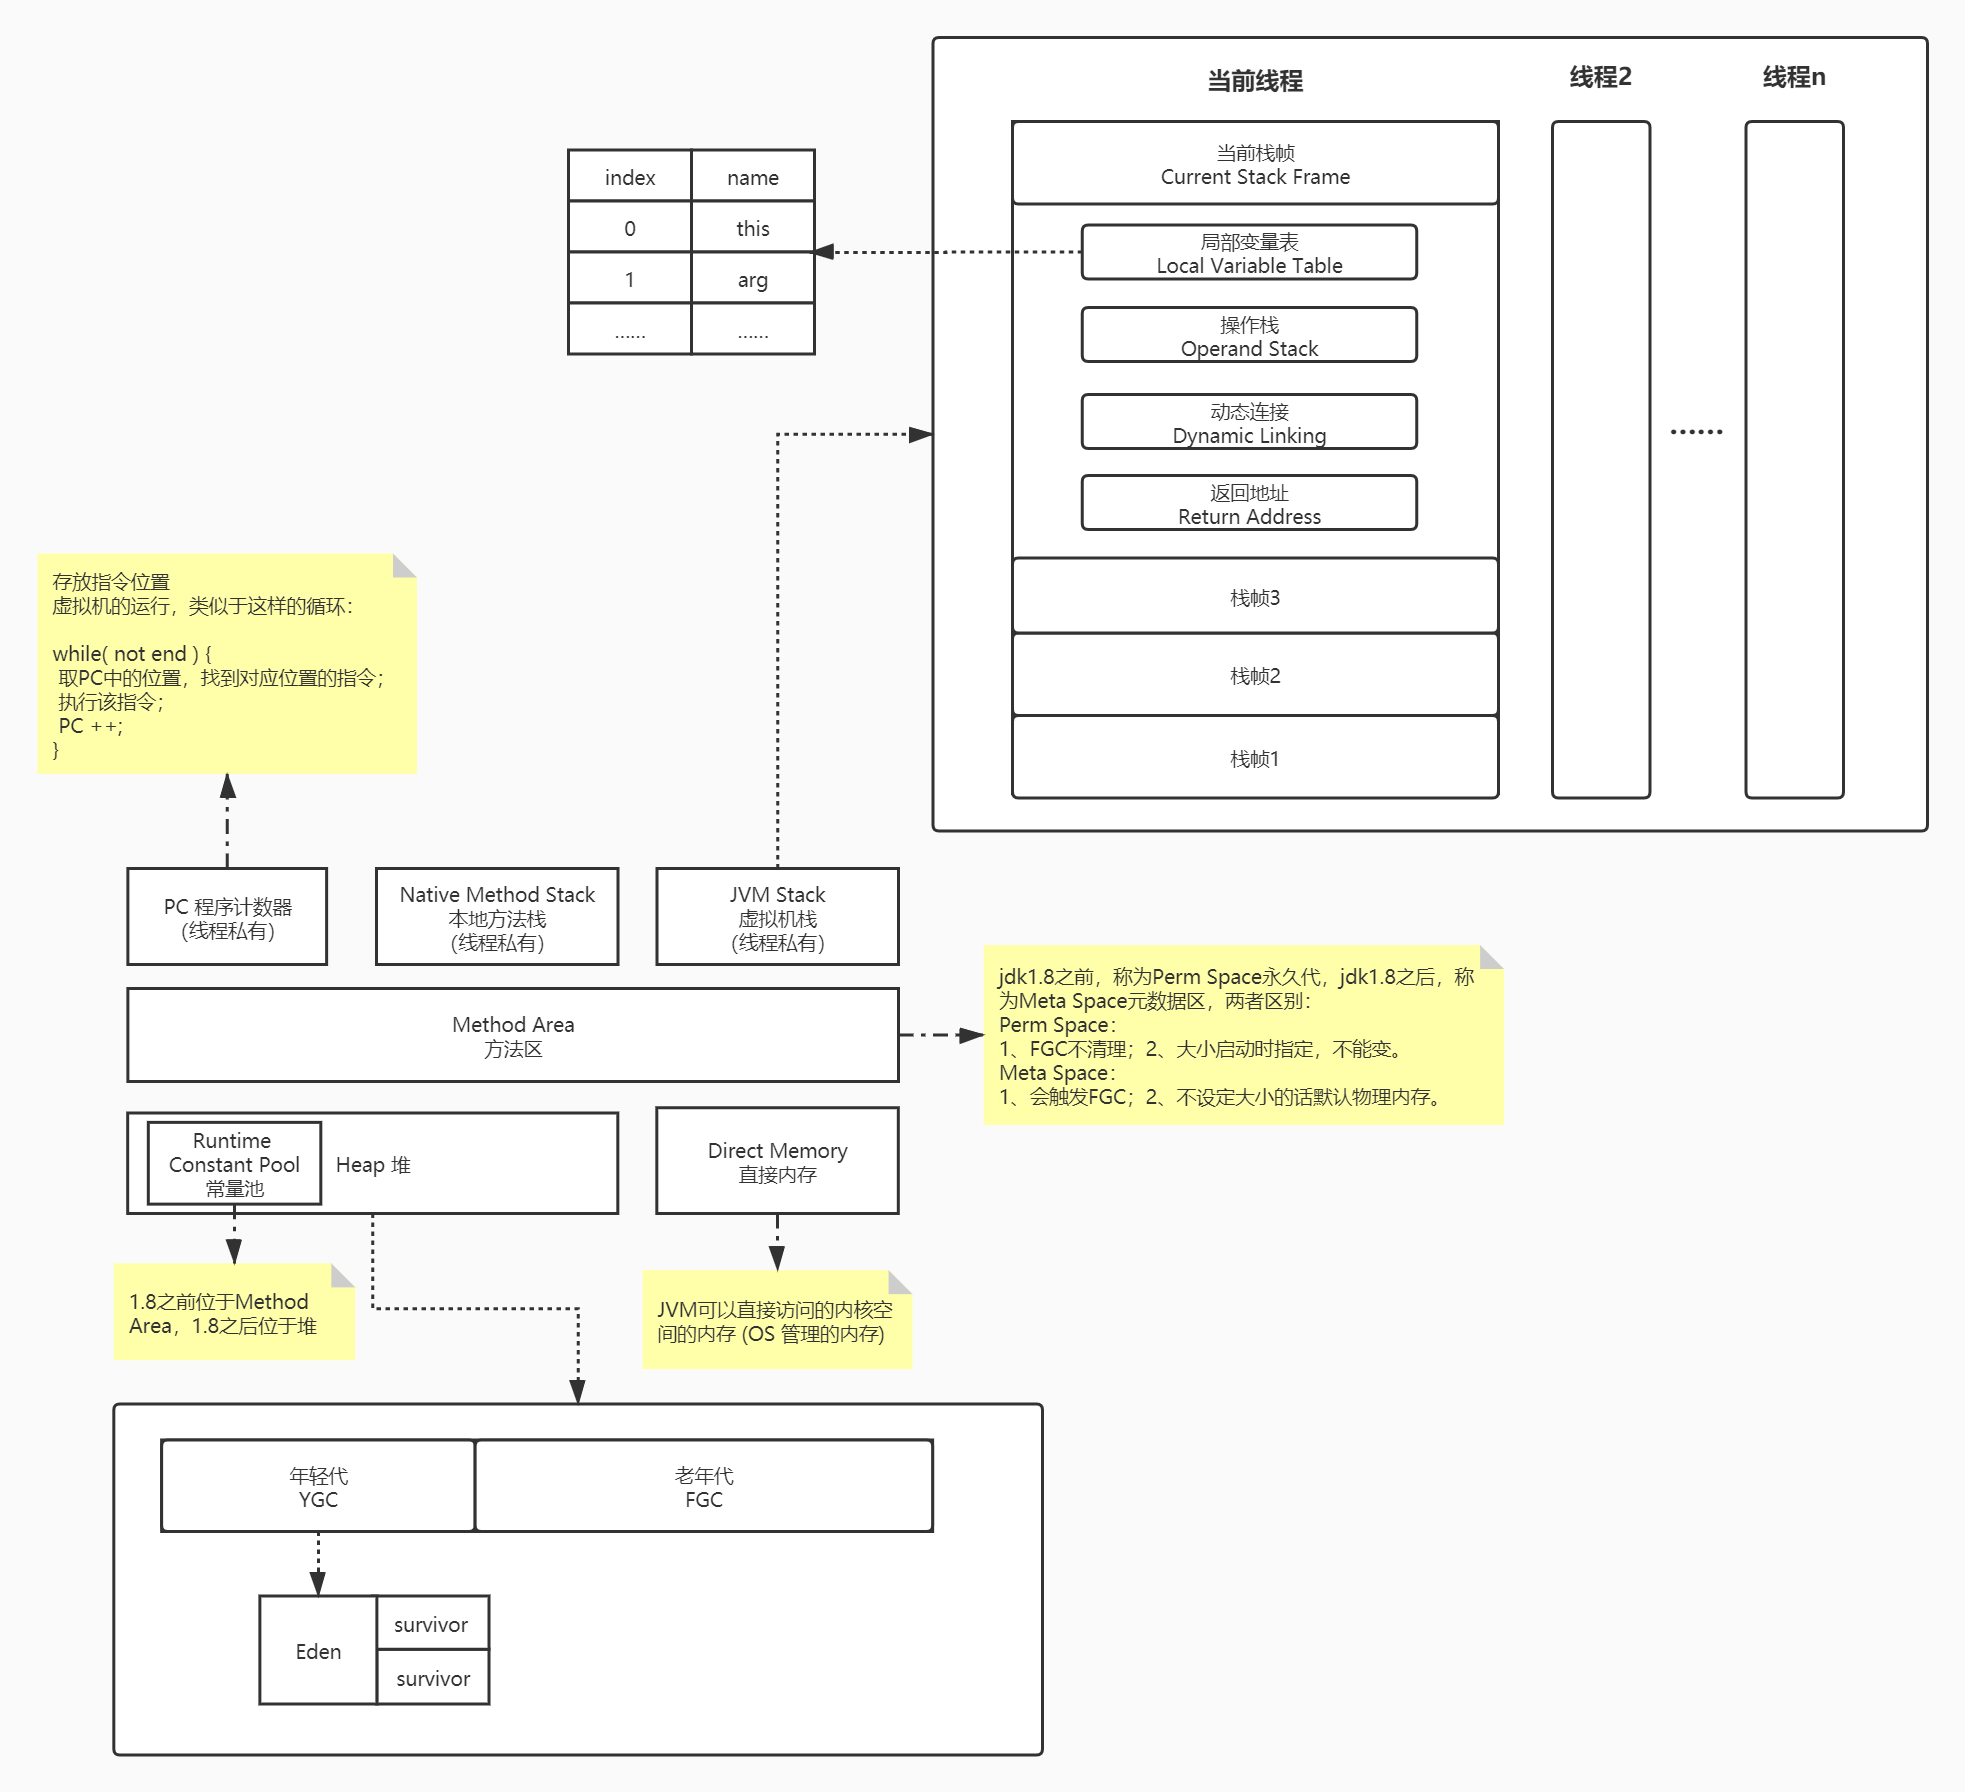 当前线程
线程2
线程n
当前栈帧
Current Stack Frame
index
name
0
this
1
arg
……
……
局部变量表
Local Variable Table
操作栈
Operand Stack
动态连接
Dynamic Linking
······
返回地址
Return Address
栈帧3
栈帧2
栈帧1
存放指令位置
虚拟机的运行，类似于这样的循环：
while( not end ) {
取PC中的位置，找到对应位置的指令；
执行该指令；
PC ++;
}
PC 程序计数器
(线程私有)
Native Method Stack
本地方法栈
(线程私有)
JVM Stack
虚拟机栈
(线程私有)
Method Area
方法区
jdk1.8之前，称为Perm Space永久代，jdk1.8之后，称
为Meta Space元数据区，两者区别：
Perm Space：
1、FGC不清理；2、大小启动时指定，不能变。
Meta Space：
1、会触发FGC；2、不设定大小的话默认物理内存。
Runtime
Constant Pool
常量池
Heap 堆
Direct Memory
直接内存
1.8之前位于Method
Area，1.8之后位于堆
JVM可以直接访问的内核空
间的内存 (OS 管理的内存)
年轻代
YGC
老年代
FGC
Eden
survivor
survivor